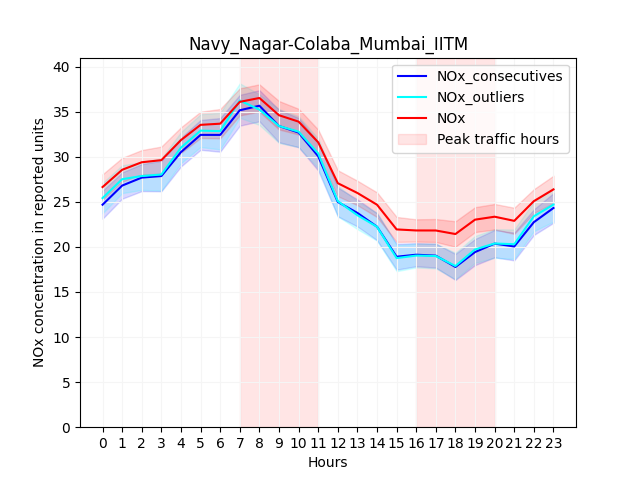 Navy_Nagar-Colaba_Mumbai_IITM
NOx concentration in reported units
40
35
30
25
20
15
10
5
0
NOx_consecutives
NOx_outliers
NOx
Peak traffic hours
0 1 2 3 4 5 6 7 8 9 10 11 12 13 14 15 16 17 18 19 20 21 22 23
Hours